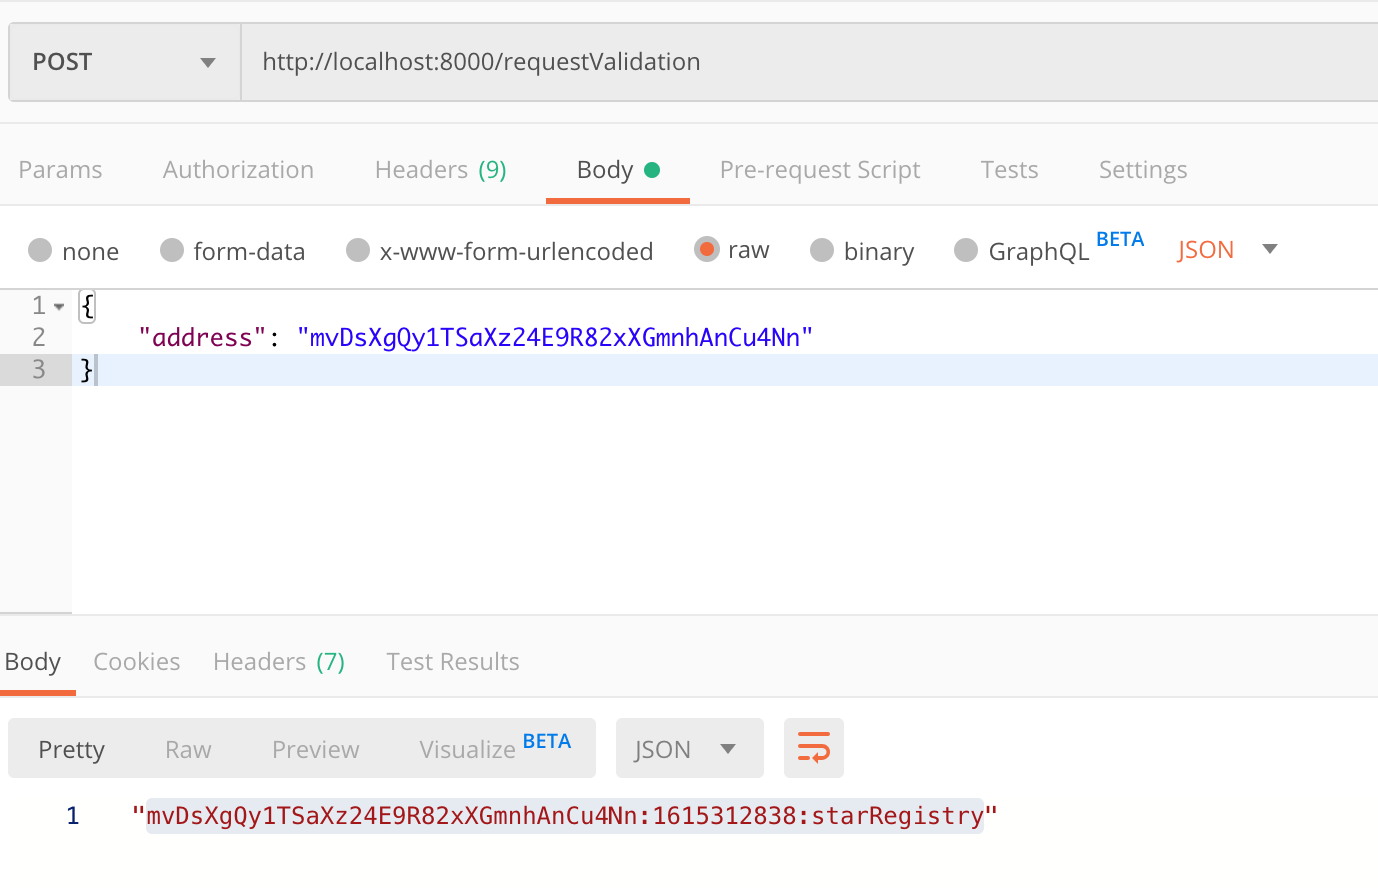 POST http://localhost:8000/requestValidation
Params Authorization Headers (9) Body Pre-request Script Tests Settings
none form-data x-www-form-urlencoded raw binary GraphQL BETA JSON
1 {
2 "address": "mvDsXgQy1TSaXz24E9R82xXGmnhAnCu4Nn"
3 }
Body Cookies Headers (7) Test Results
Pretty Raw Preview Visualize BETA JSON
1 "mvDsXgQy1TSaXz24E9R82xXGmnhAnCu4Nn:1615312838:starRegistry"